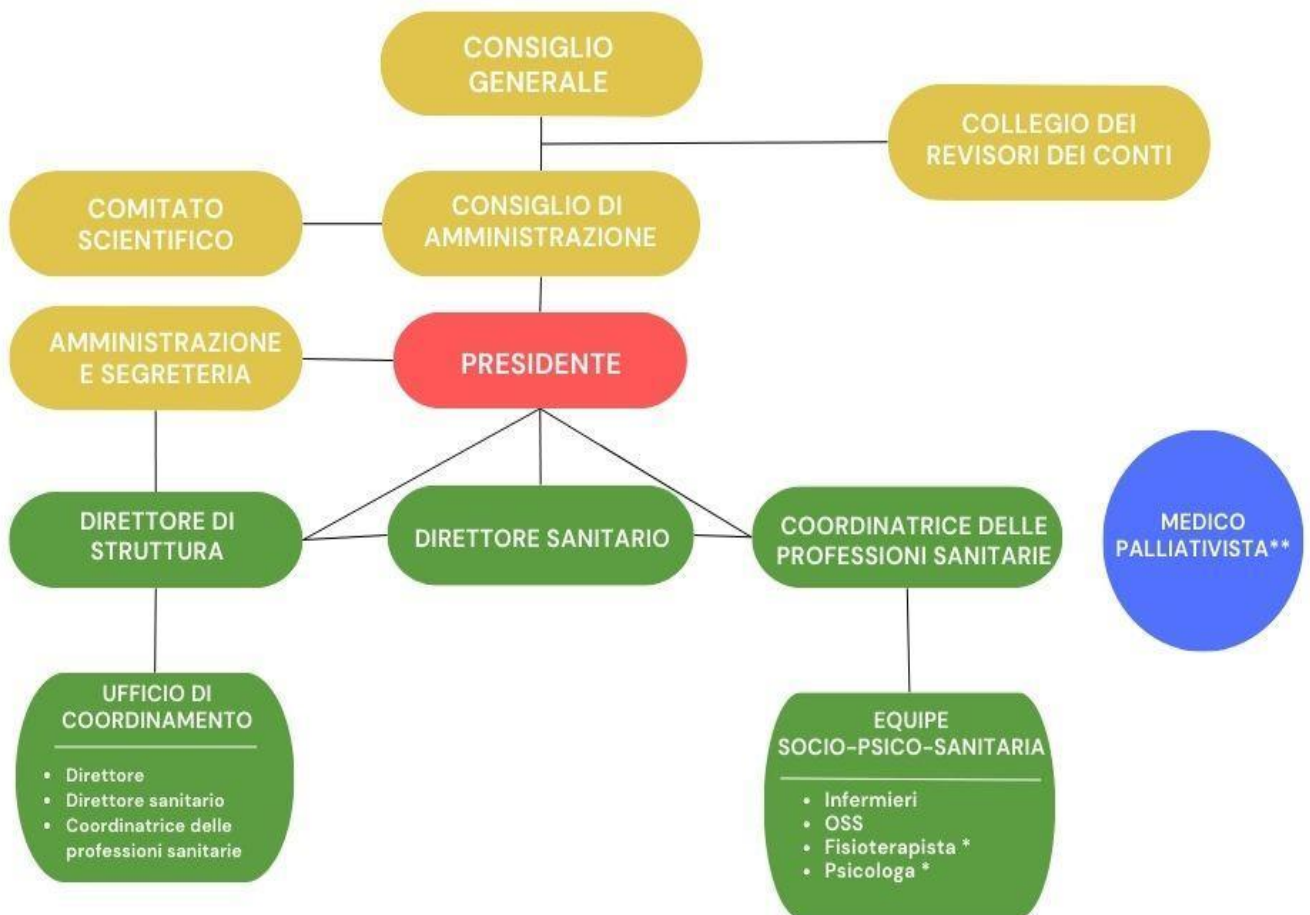 CONSIGLIO
GENERALE
COLLEGIO DEI
REVISORI DEI CONTI
COMITATO
SCIENTIFICO
CONSIGLIO DI
AMMINISTRAZIONE
AMMINISTRAZIONE
E SEGRETERIA
PRESIDENTE
DIRETTORE DI
STRUTTURA
DIRETTORE SANITARIO
COORDINATRICE DELLE
PROFESSIONI SANITARIE
MEDICO
PALLIATIVISTA**
UFFICIO DI
COORDINAMENTO
• Direttore
• Direttore sanitario
• Coordinatrice delle
professioni sanitarie
EQUIPE
SOCIO-PSICO-SANITARIA
• Infermieri
• OSS
• Fisioterapista *
• Psicologa *